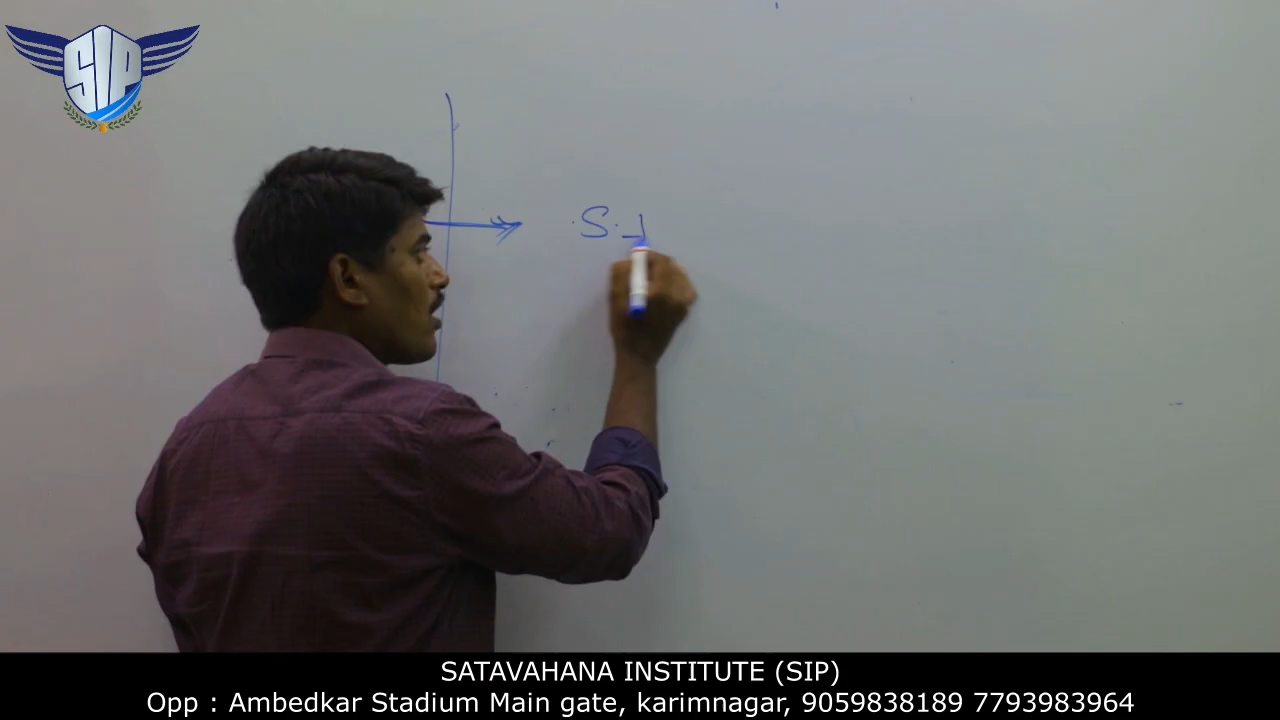 SIP
S.
SATAVAHANA INSTITUTE (SIP)
Opp : Ambedkar Stadium Main gate, karimnagar, 9059838189 7793983964